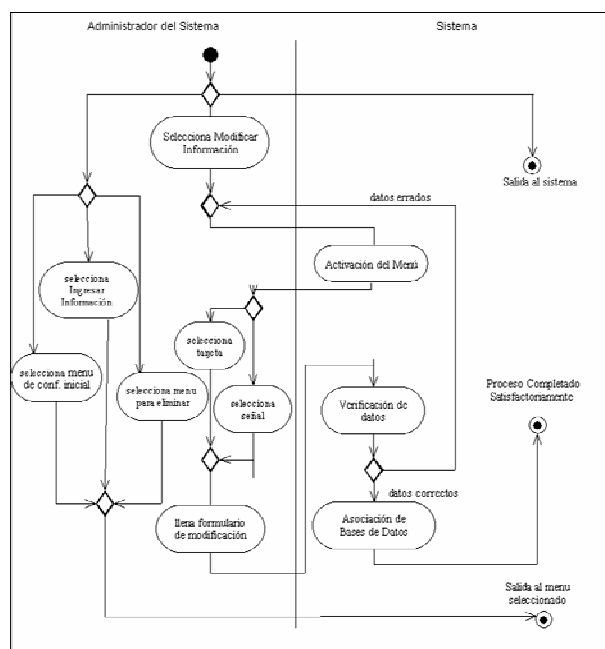 Administrador del Sistema
Sistema
Selecciona Modificar
Información
Salida al sistema
datos errados
Activación del Menú
selecciona
Ingresar
Información
selecciona
tarjeta
selecciona menu
de conf. inicial
selecciona menu
para eliminar
selecciona
señal
Verificación de
datos
Proceso Completado
Satisfactoriamente
datos correctos
llena formulario
de modificación
Asociación de
Bases de Datos
Salida al menu
seleccionado